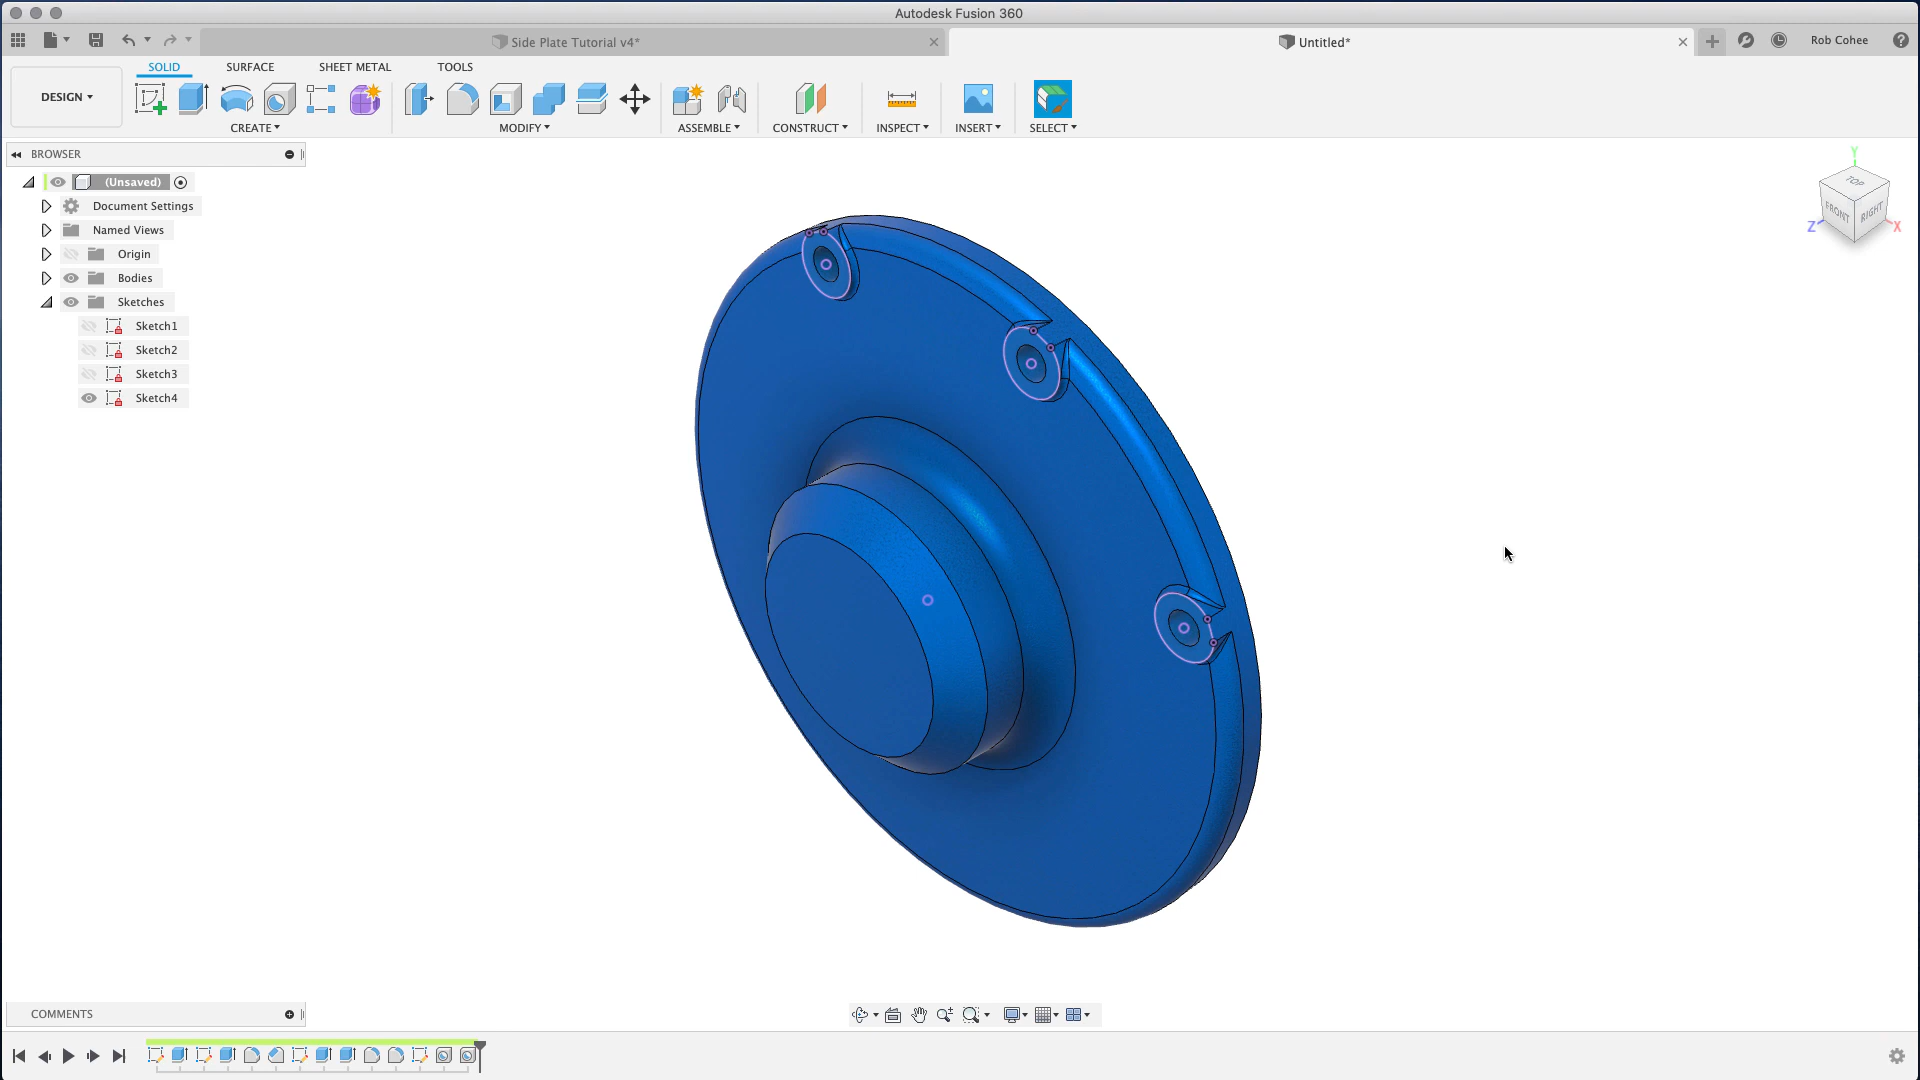 Autodesk Fusion 360
Side Plate Tutorial v4*
Untitled*
Rob Cohee
DESIGN
SOLID
SURFACE
SHEET METAL
TOOLS
CREATE
MODIFY
ASSEMBLE
CONSTRUCT
INSPECT
INSERT
SELECT
BROWSER
(Unsaved)
Document Settings
Named Views
Origin
Bodies
Sketches
Sketch1
Sketch2
Sketch3
Sketch4
Y
TOP
FRONT
RIGHT
Z
X
COMMENTS